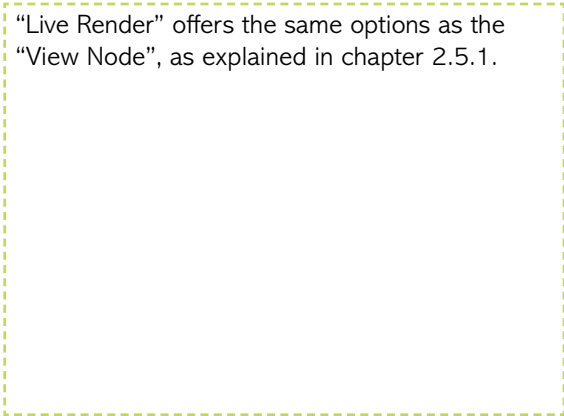 “Live Render” offers the same options as the
“View Node”, as explained in chapter 2.5.1.